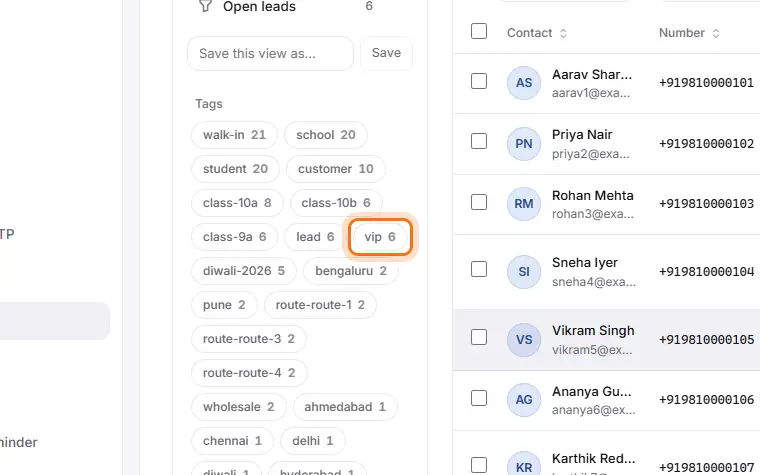 Open leads 6
Save this view as... Save
Tags
walk-in 21 school 20
student 20 customer 10
class-10a 8 class-10b 6
class-9a 6 lead 6 vip 6
diwali-2026 5 bengaluru 2
pune 2 route-route-1 2
route-route-3 2
route-route-4 2
wholesale 2 ahmedabad 1
chennai 1 delhi 1
diwali 1 hyderabad 1
TP
ninder
Contact Number
AS Aarav Shar... +919810000101
aarav1@exa...
PN Priya Nair +919810000102
priya2@exa...
RM Rohan Mehta +919810000103
rohan3@exa...
SI Sneha Iyer +919810000104
sneha4@exa...
VS Vikram Singh +919810000105
vikram5@ex...
AG Ananya Gu... +919810000106
ananya6@ex...
KR Karthik Red... +919810000107